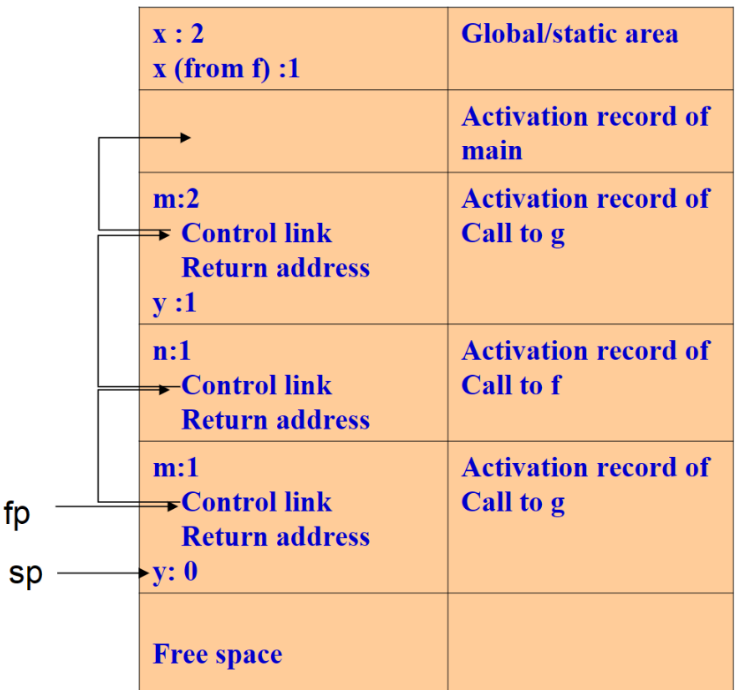 x : 2
x (from f) :1
Global/static area
Activation record of
main
m:2
Control link
Return address
y :1
Activation record of
Call to g
n:1
Control link
Return address
Activation record of
Call to f
m:1
Control link
Return address
y: 0
Activation record of
Call to g
fp
sp
Free space